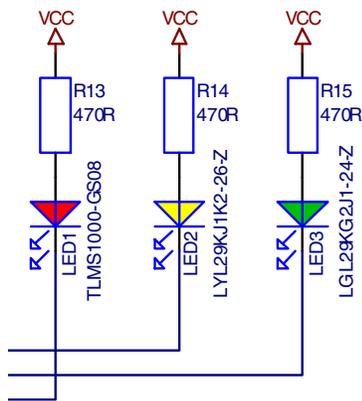 VCC
VCC
VCC
R13
470R
R14
470R
R15
470R
LED1
TLMS1000-GS08
LED2
LYL29KJ1K2-26-Z
LED3
LGL29KG2J1-24-Z